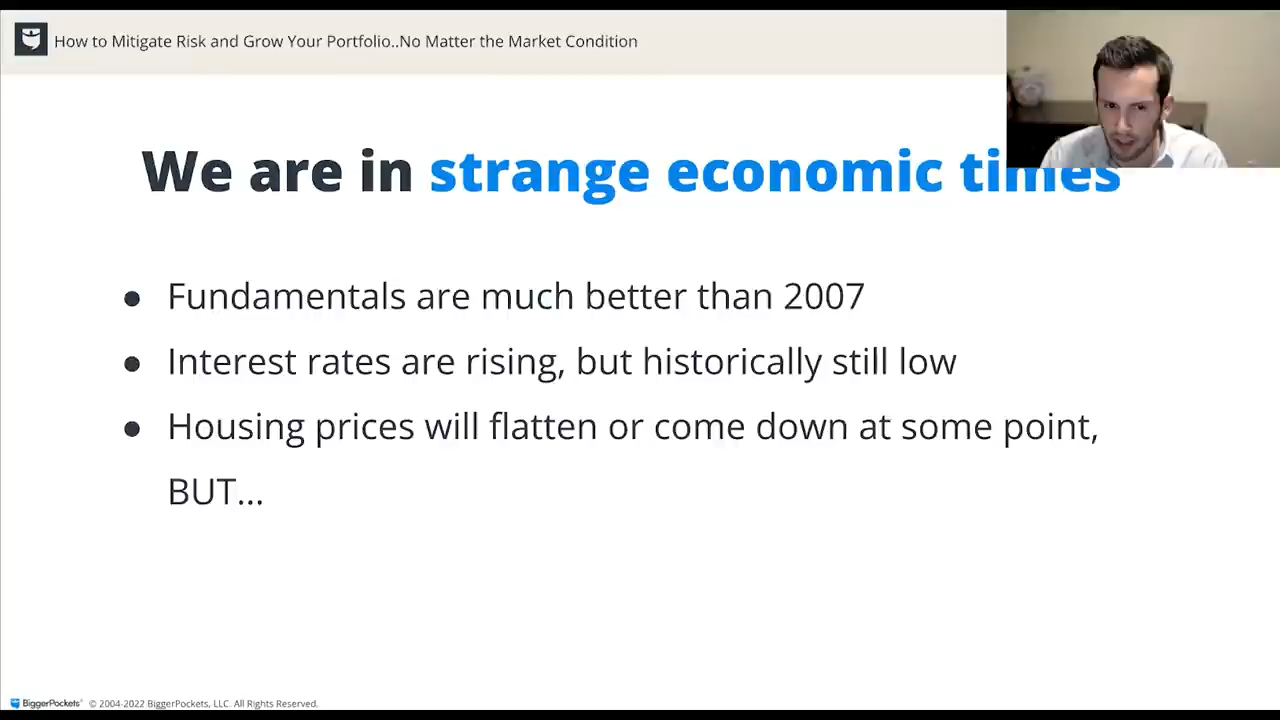 How to Mitigate Risk and Grow Your Portfolio..No Matter the Market Condition
We are in strange economic times
● Fundamentals are much better than 2007
● Interest rates are rising, but historically still low
● Housing prices will flatten or come down at some point,
BUT...
BiggerPockets® © 2004-2022 BiggerPockets, LLC. All Rights Reserved.